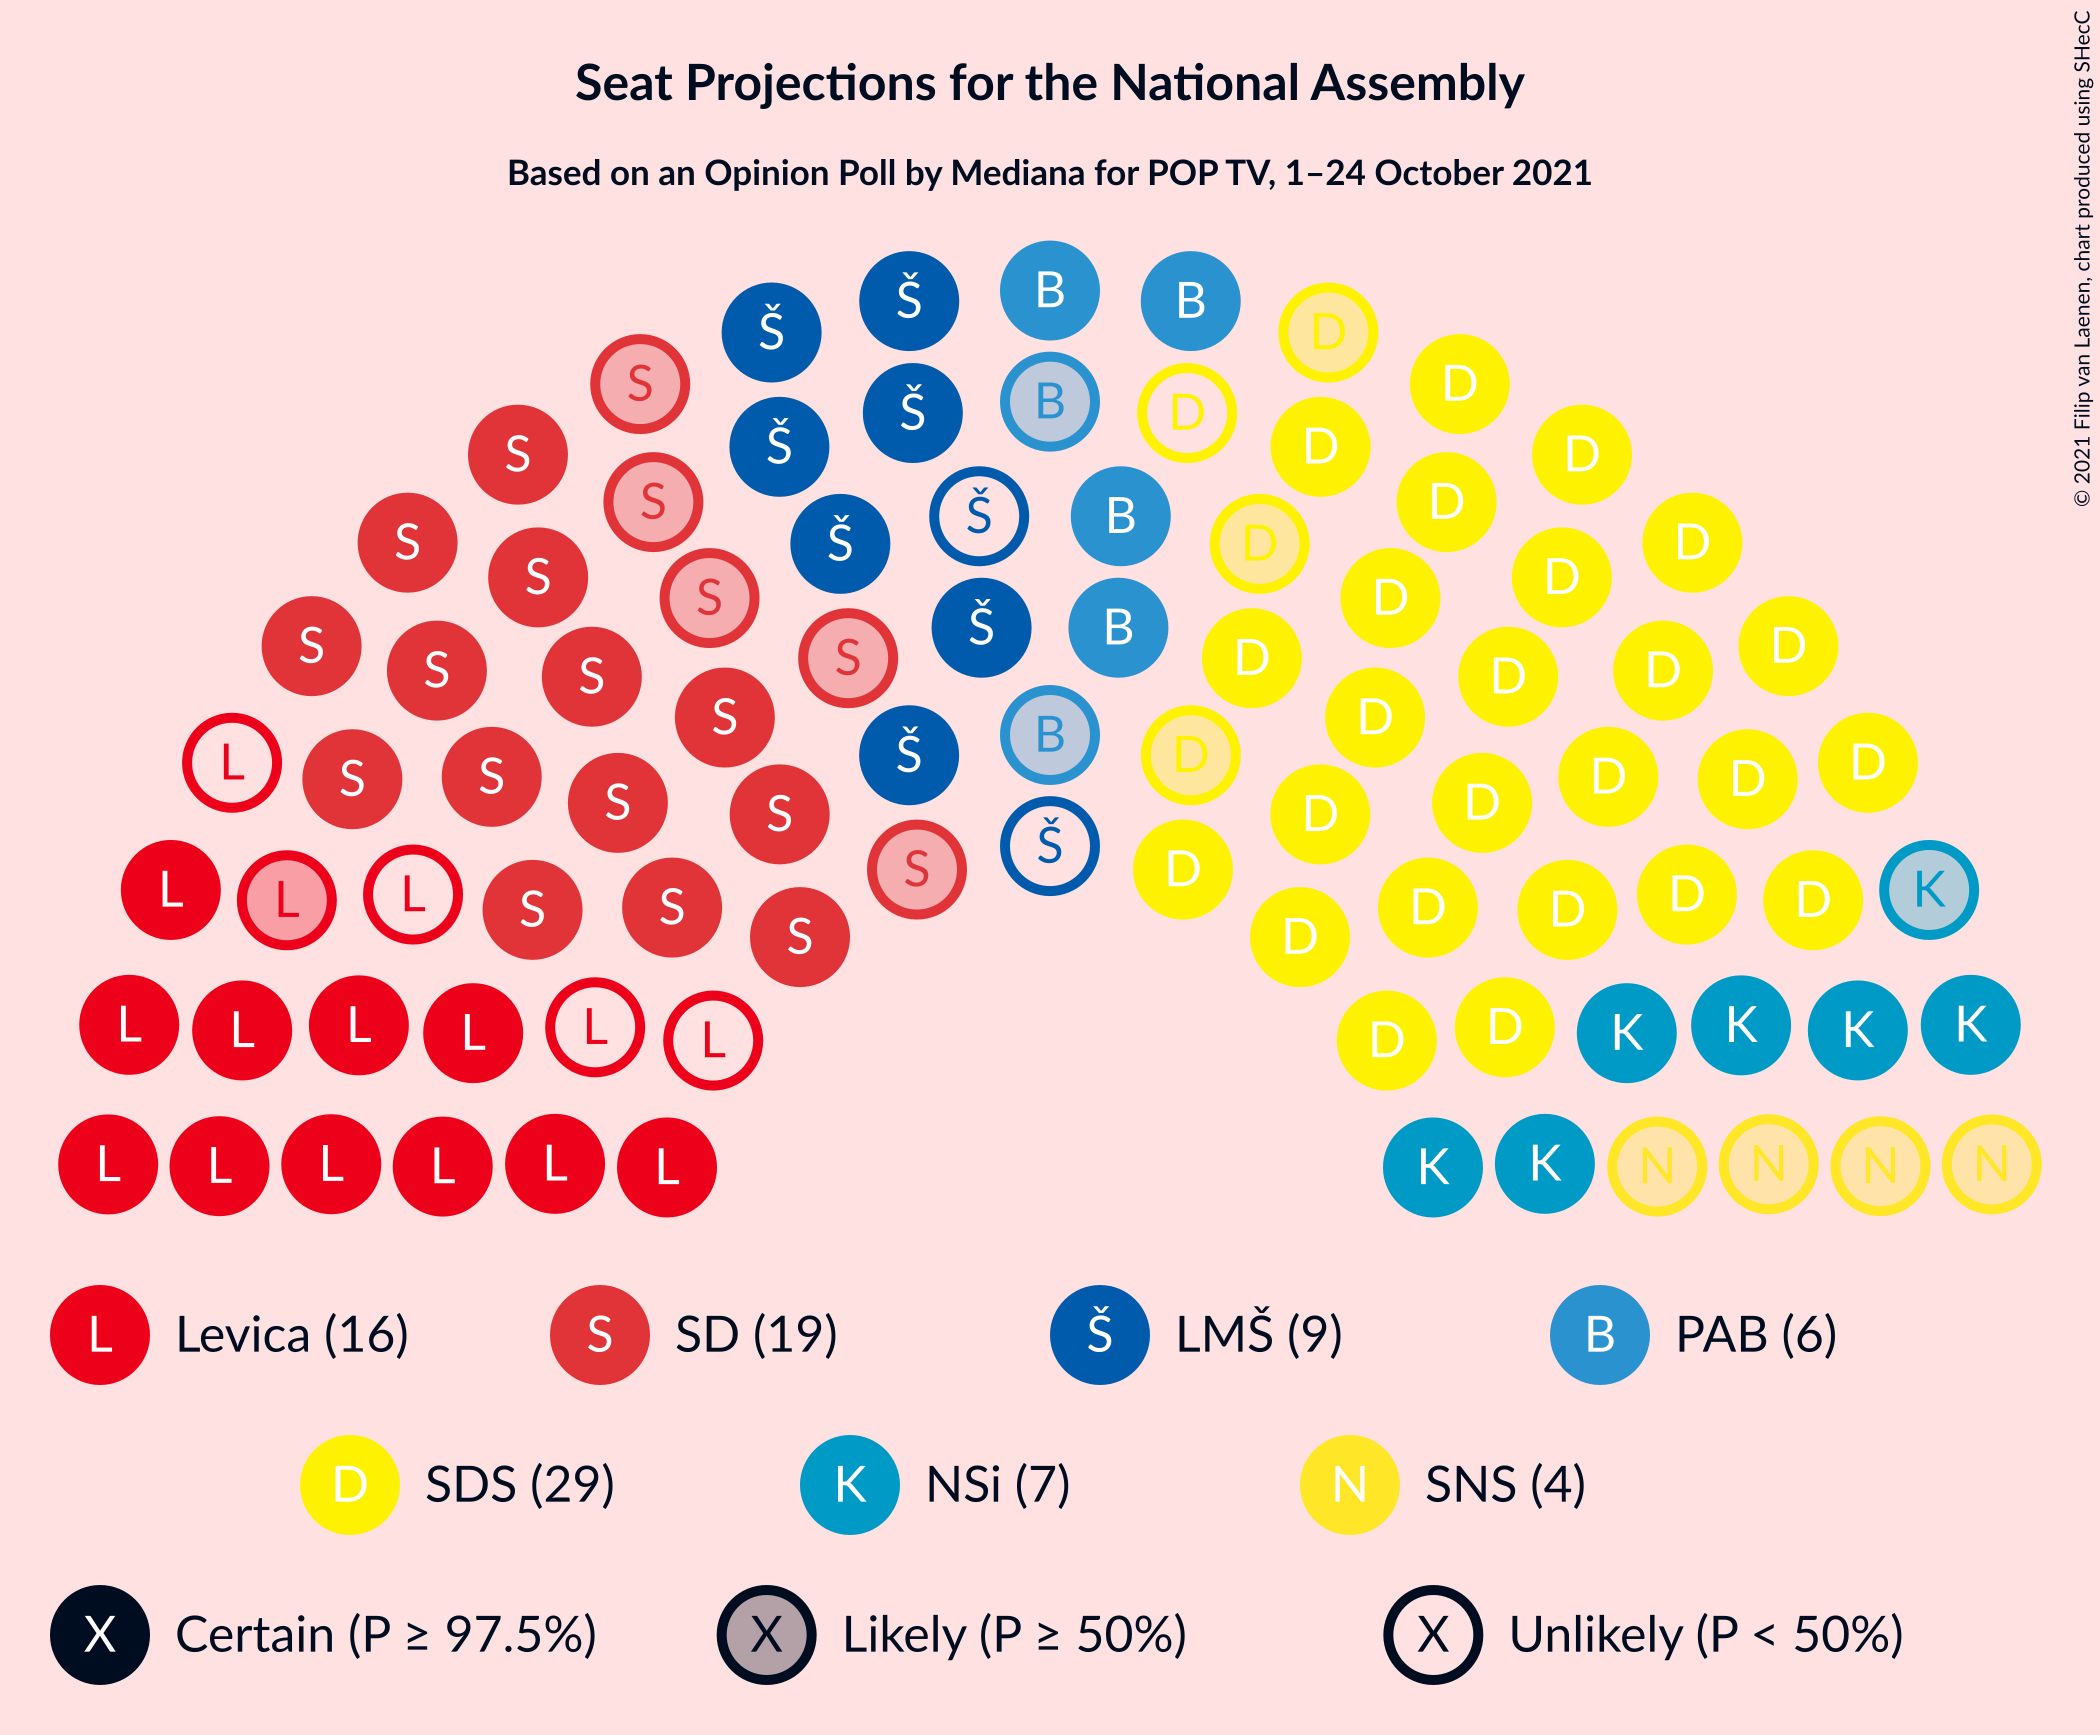 Seat Projections for the National Assembly
Based on an Opinion Poll by Mediana for POP TV, 1–24 October 2021
© 2021 Filip van Laenen, chart produced using SHecC
Š B B
Š D
S Š B D D
S Š D D
S S Š B D D
S Š D D
S S S D D D
S Š B D D
S S S S D D D D
S Š B D D
L S S S S D D D D D
L L L S S S S Š D D D D D D K
L L L L L L D D K K K K
L L L L L L K K N N N N
L Levica (16) S SD (19) Š LMŠ (9) B PAB (6)
D SDS (29) K NSi (7) N SNS (4)
X Certain (P ≥ 97.5%) X Likely (P ≥ 50%) X Unlikely (P < 50%)